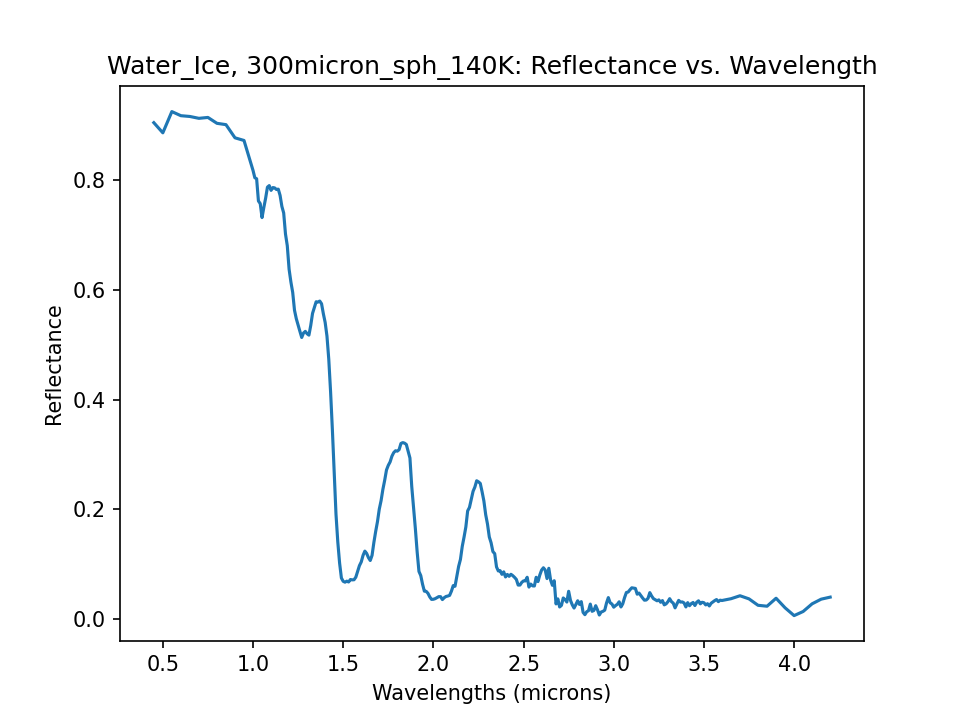 Water_Ice, 300micron_sph_140K: Reflectance vs. Wavelength
Reflectance
0.8
0.6
0.4
0.2
0.0
0.5 1.0 1.5 2.0 2.5 3.0 3.5 4.0
Wavelengths (microns)